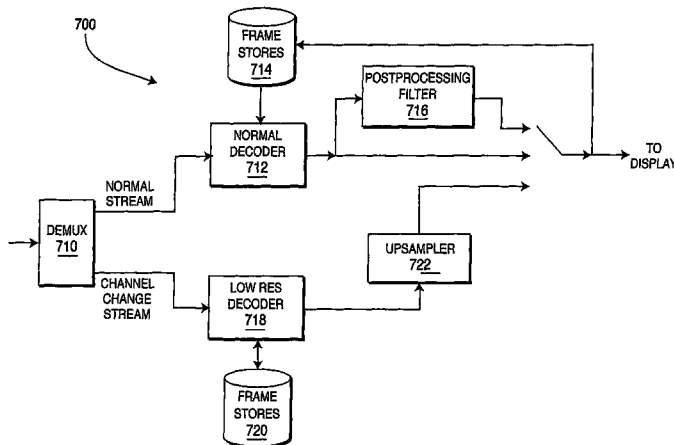 700
FRAME
STORES
714
POSTPROCESSING
FILTER
716
NORMAL
DECODER
712
TO
DISPLAY
NORMAL
STREAM
DEMUX
710
UPSAMPLER
722
CHANNEL
CHANGE
STREAM
LOW RES
DECODER
718
FRAME
STORES
720